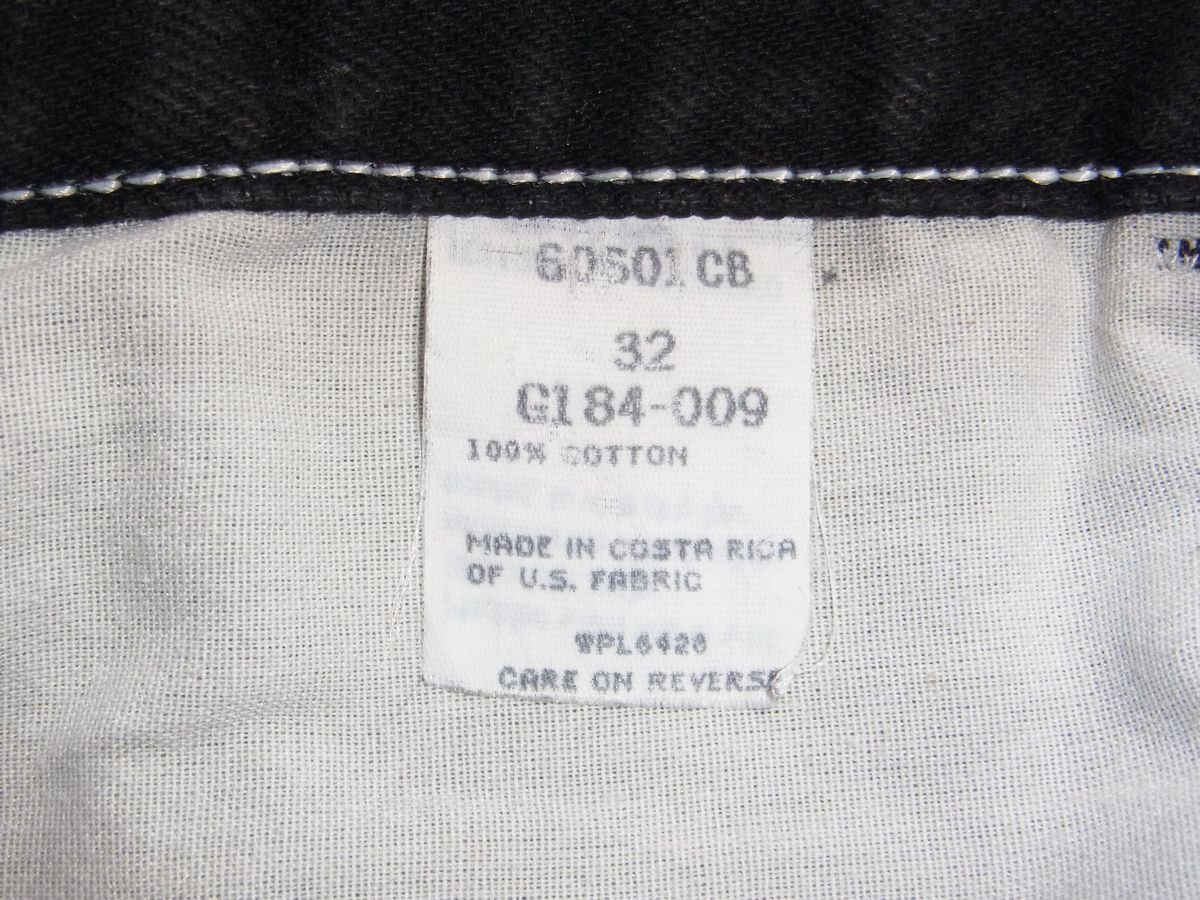 60501 CB
32
G184-009
100% COTTON
MADE IN COSTA RICA
OF U.S. FABRIC
WPL6428
CARE ON REVERSE